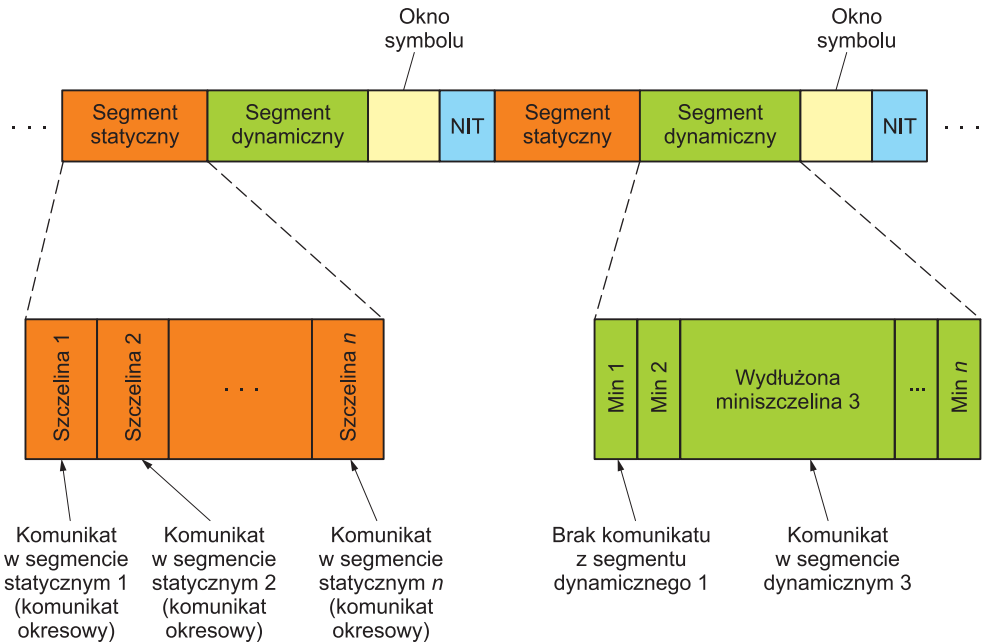 Okno
symbolu
Okno
symbolu
. . .
Segment
statyczny
Segment
dynamiczny
NIT
Segment
statyczny
Segment
dynamiczny
NIT
. . .
Szczelina 1
Szczelina 2
. . .
Szczelina n
Min 1
Min 2
Wydłużona
miniszczelina 3
...
Min n
Komunikat
w segmencie
statycznym 1
(komunikat
okresowy)
Komunikat
w segmencie
statycznym 2
(komunikat
okresowy)
Komunikat
w segmencie
statycznym n
(komunikat
okresowy)
Brak komunikatu
z segmentu
dynamicznego 1
Komunikat
w segmencie
dynamicznym 3